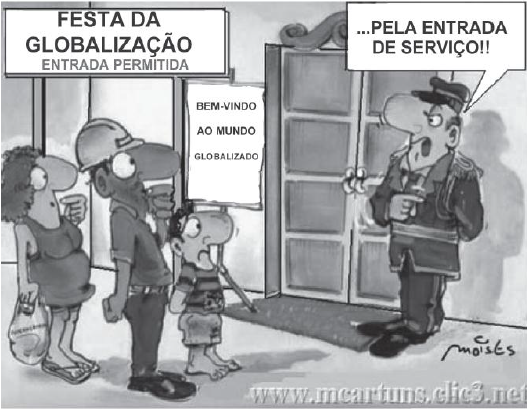 FESTA DA
GLOBALIZAÇÃO
ENTRADA PERMITIDA
...PELA ENTRADA
DE SERVIÇO!!
BEM-VINDO
AO MUNDO
GLOBALIZADO
MOISES
www.mcartuns.clic3.net